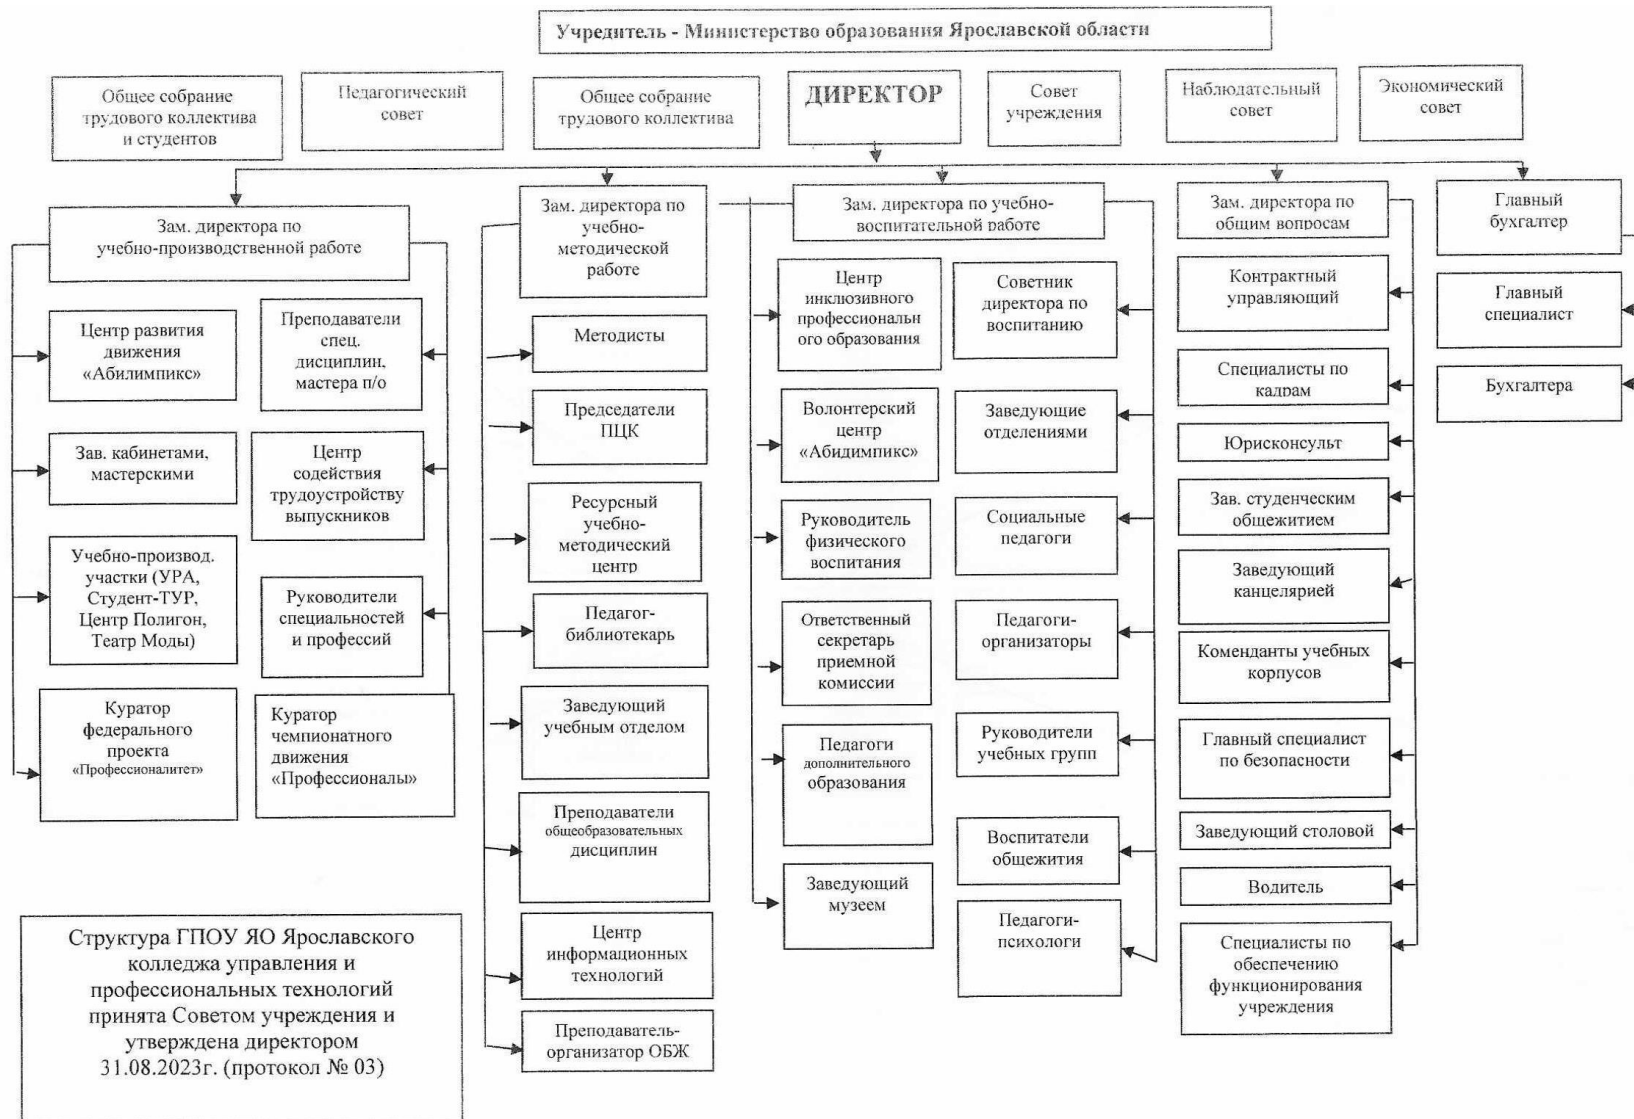 Учредитель - Министерство образования Ярославской области
Общее собрание
трудового коллектива
и студентов
Педагогический
совет
Общее собрание
трудового коллектива
ДИРЕКТОР
Совет
учреждения
Наблюдательный
совет
Экономический
совет
Зам. директора по
учебно-производственной работе
Зам. директора по
учебно-
методической
работе
Зам. директора по учебно-
воспитательной работе
Зам. директора по
общим вопросам
Главный
бухгалтер
Центр развития
движения
«Абилимпикс»
Преподаватели
спец.
дисциплин,
мастера п/о
Зав. кабинетами,
мастерскими
Центр
содействия
трудоустройству
выпускников
Учебно-производ.
участки (УРА,
Студент-ТУР,
Центр Полигон,
Театр Моды)
Руководители
специальностей
и профессий
Куратор
федерального
проекта
«Профессионалитет»
Куратор
чемпионатного
движения
«Профессионалы»
Методисты
Председатели
ПЦК
Ресурсный
учебно-
методический
центр
Педагог-
библиотекарь
Заведующий
учебным отделом
Преподаватели
общеобразовательных
дисциплин
Центр
информационных
технологий
Преподаватель-
организатор ОБЖ
Центр
инклюзивного
профессиональн
ого образования
Волонтерский
центр
«Абидимпикс»
Руководитель
физического
воспитания
Ответственный
секретарь
приемной
комиссии
Педагоги
дополнительного
образования
Заведующий
музеем
Советник
директора по
воспитанию
Заведующие
отделениями
Социальные
педагоги
Педагоги-
организаторы
Руководители
учебных групп
Воспитатели
общежития
Педагоги-
психологи
Контрактный
управляющий
Специалисты по
кадрам
Юрисконсульт
Зав. студенческим
общежитием
Заведующий
канцелярией
Коменданты учебных
корпусов
Главный специалист
по безопасности
Заведующий столовой
Водитель
Специалисты по
обеспечению
функционирования
учреждения
Главный
специалист
Бухгалтера
Структура ГПОУ ЯО Ярославского
колледжа управления и
профессиональных технологий
принята Советом учреждения и
утверждена директором
31.08.2023г. (протокол № 03)